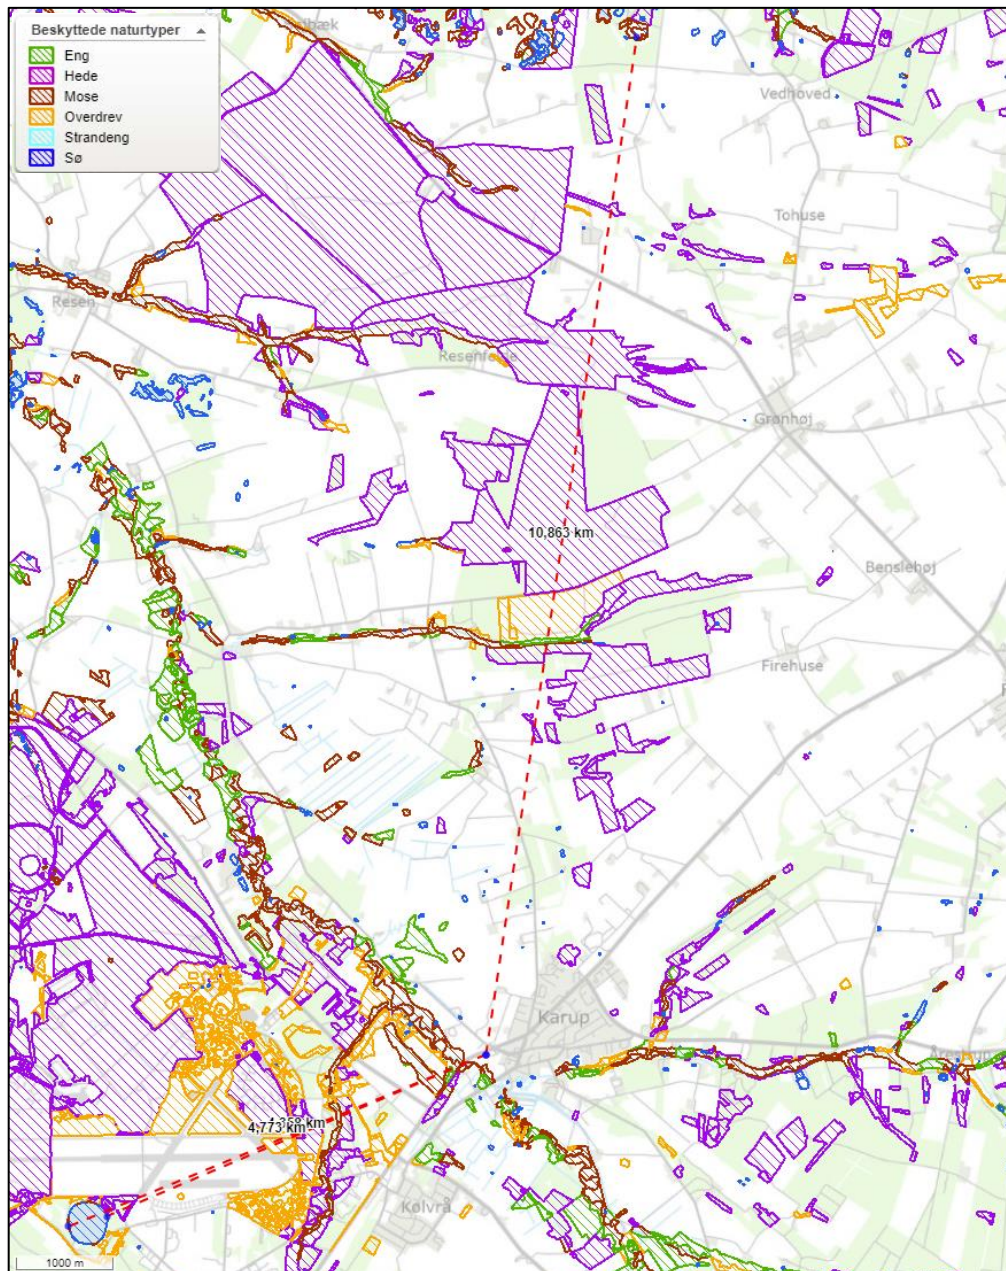 Beskyttede naturtyper
Eng
Hede
Mose
Overdrev
Strandeng
Sø
Vedhoved
Tohuse
Resen
Grønhøj
10,863 km
Benslehøj
Firehuse
Karup
4,773 km
Kølvrå
1000 m